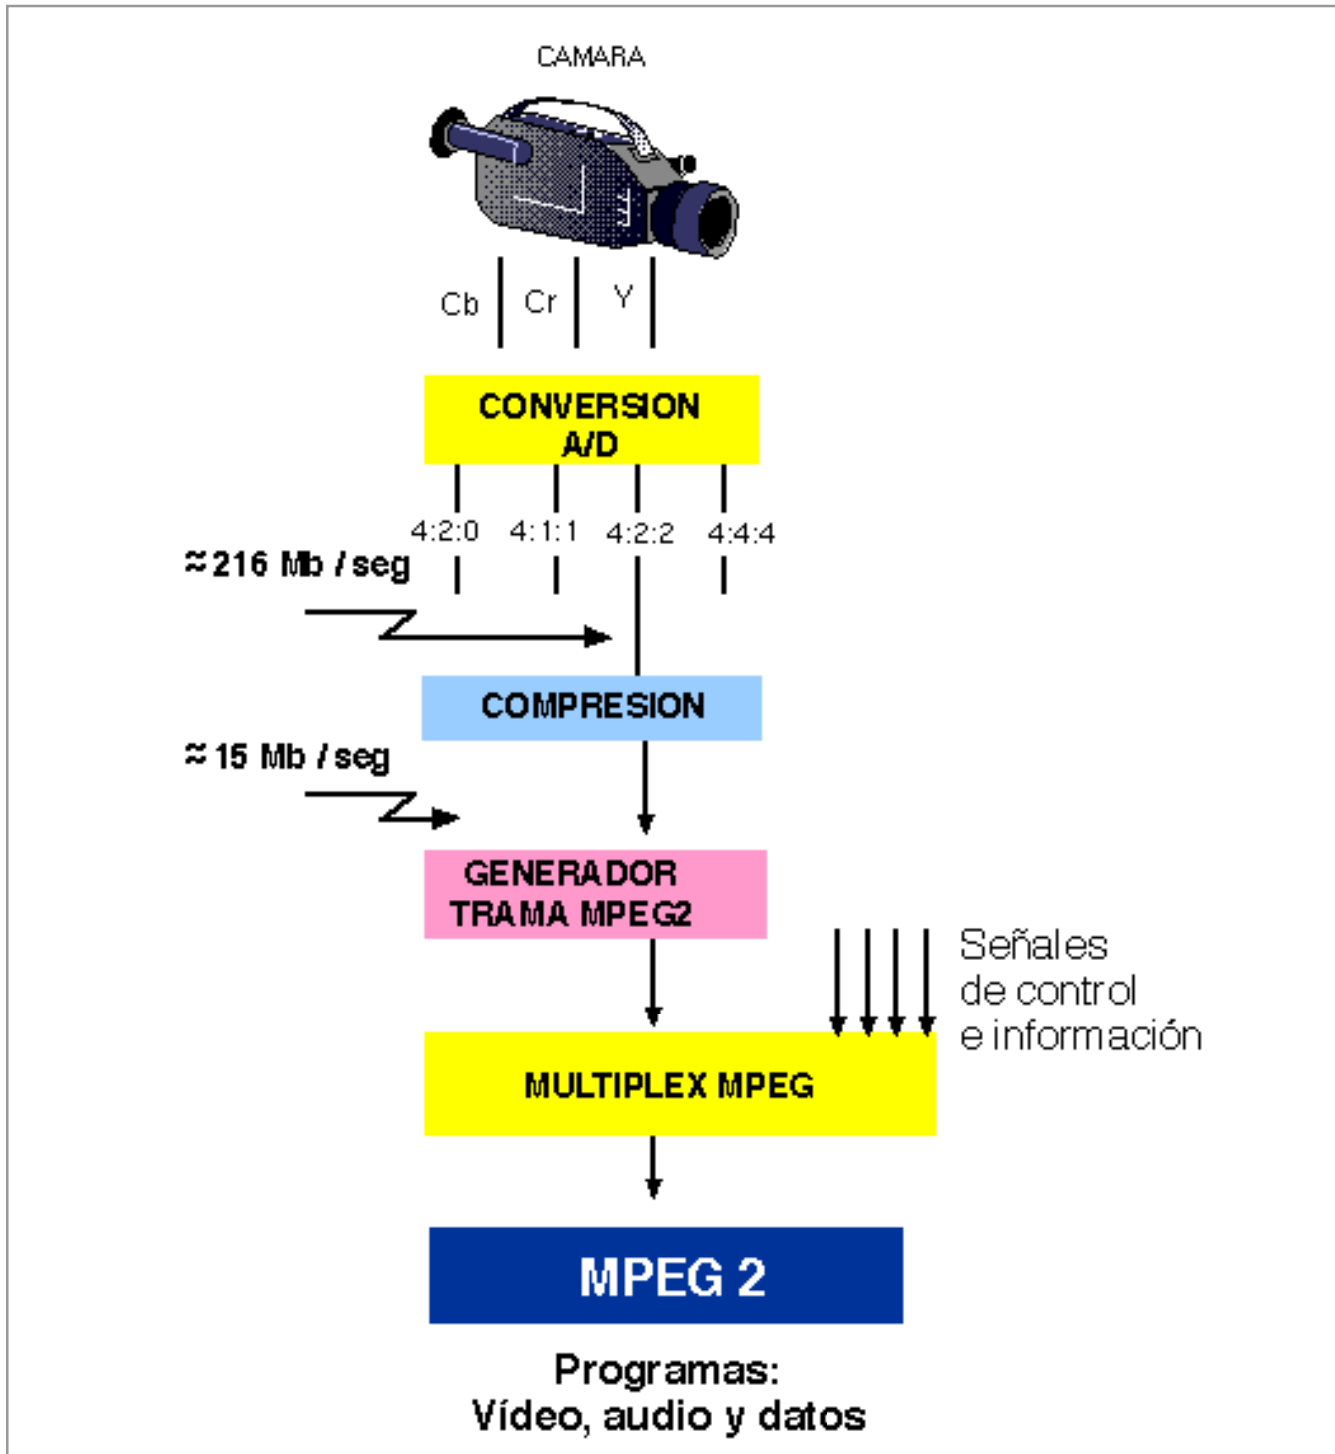 CAMARA
Cb Cr Y
CONVERSION
A/D
4:2:0 4:1:1 4:2:2 4:4:4
≈ 216 Mb / seg
COMPRESION
≈ 15 Mb / seg
GENERADOR
TRAMA MPEG2
Señales
de control
e información
MULTIPLEX MPEG
MPEG 2
Programas:
Vídeo, audio y datos